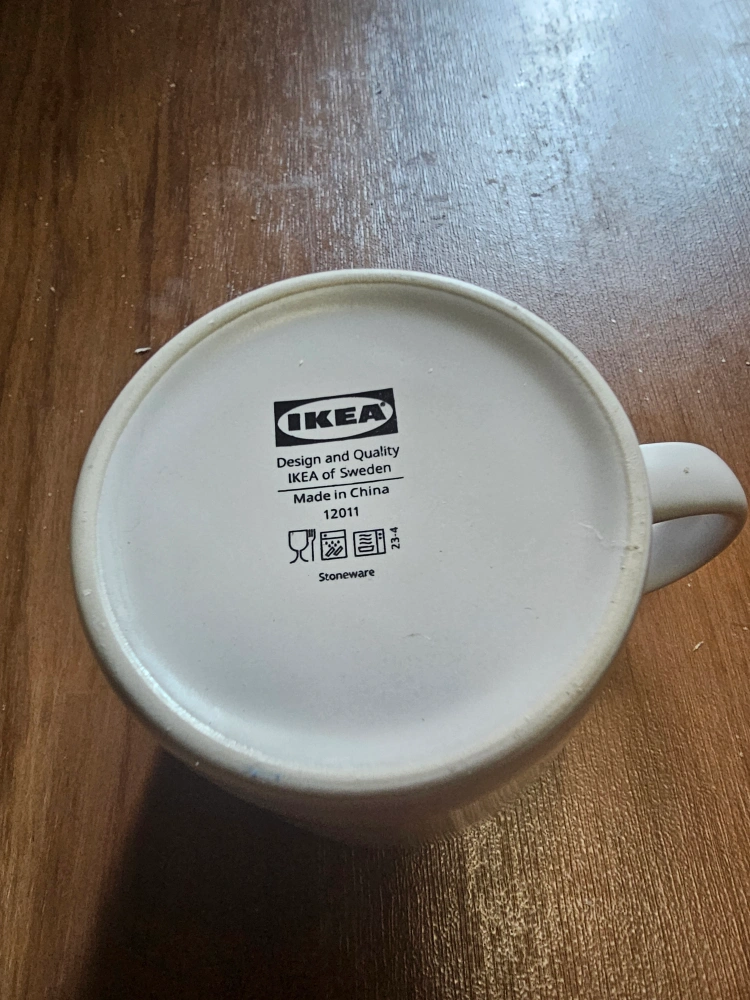 IKEA®
Design and Quality
IKEA of Sweden
Made in China
12011
23-4
Stoneware